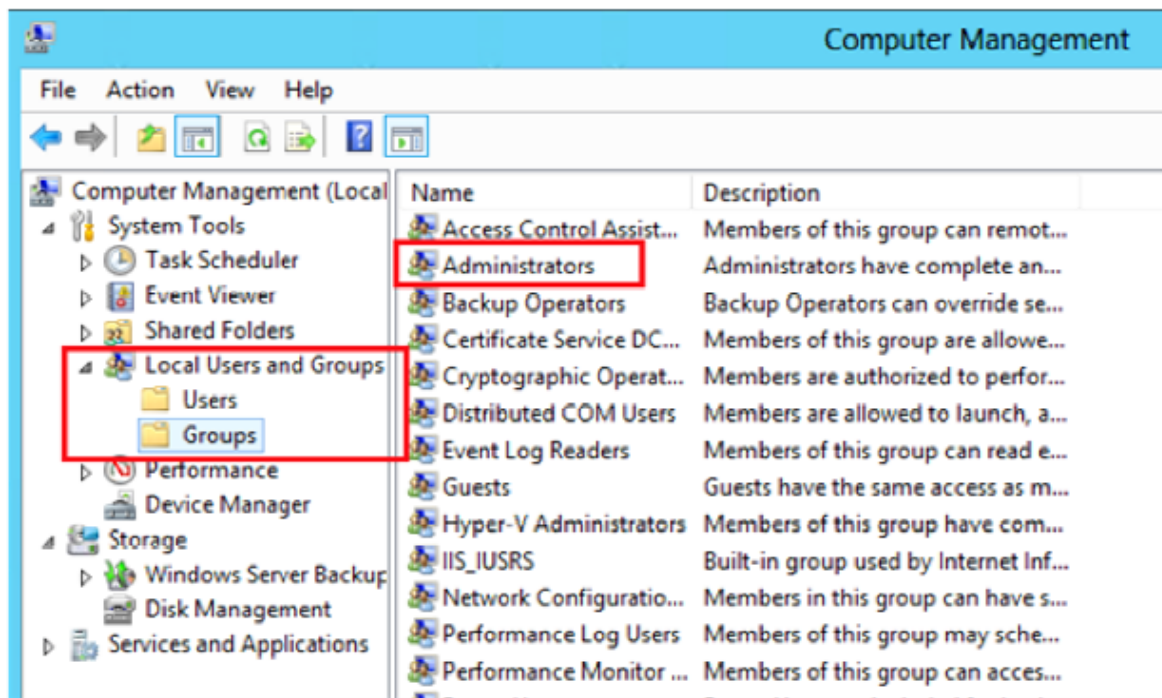 Computer Management
File Action View Help
Computer Management (Local
System Tools
Task Scheduler
Event Viewer
Shared Folders
Local Users and Groups
Users
Groups
Performance
Device Manager
Storage
Windows Server Backup
Disk Management
Services and Applications
Name Description
Access Control Assist... Members of this group can remot...
Administrators Administrators have complete an...
Backup Operators Backup Operators can override se...
Certificate Service DC... Members of this group are allowe...
Cryptographic Operat... Members are authorized to perfor...
Distributed COM Users Members are allowed to launch, a...
Event Log Readers Members of this group can read e...
Guests Guests have the same access as m...
Hyper-V Administrators Members of this group have com...
IIS_IUSRS Built-in group used by Internet Inf...
Network Configuratio... Members in this group can have s...
Performance Log Users Members of this group may sche...
Performance Monitor ... Members of this group can acces...